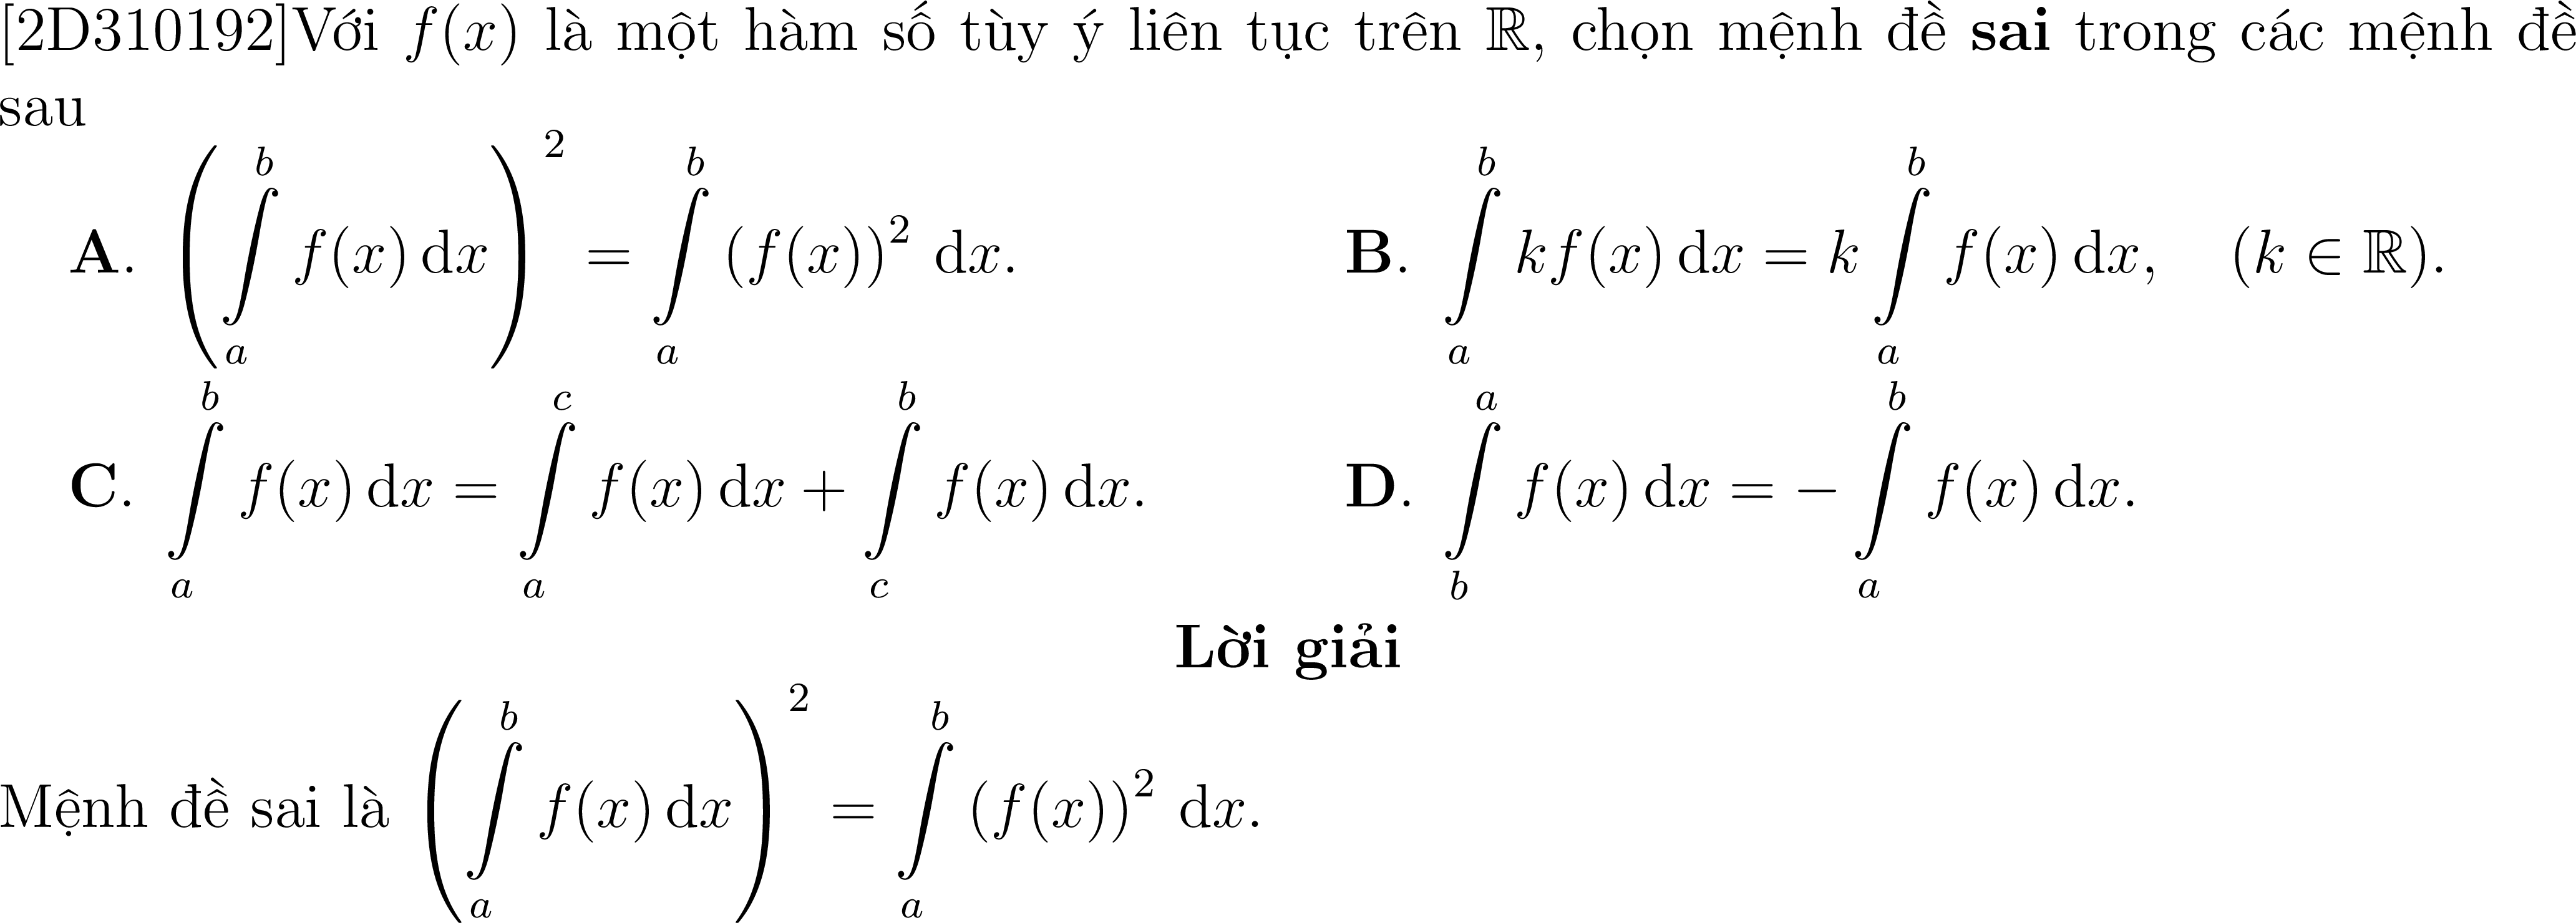 [2D310192]Với $f(x)$ là một hàm số tùy ý liên tục trên $\mathbb{R}$, chọn mệnh đề **sai** trong các mệnh đề
sau
**A.** $\left(\int\limits_a^b f(x)\,\mathrm{d}x\right)^2 = \int\limits_a^b (f(x))^2\,\mathrm{d}x.$ **B.** $\int\limits_a^b kf(x)\,\mathrm{d}x = k\int\limits_a^b f(x)\,\mathrm{d}x, \quad (k \in \mathbb{R}).$
**C.** $\int\limits_a^b f(x)\,\mathrm{d}x = \int\limits_a^c f(x)\,\mathrm{d}x + \int\limits_c^b f(x)\,\mathrm{d}x.$ **D.** $\int\limits_b^a f(x)\,\mathrm{d}x = -\int\limits_a^b f(x)\,\mathrm{d}x.$
**Lời giải**
Mệnh đề sai là $\left(\int\limits_a^b f(x)\,\mathrm{d}x\right)^2 = \int\limits_a^b (f(x))^2\,\mathrm{d}x.$